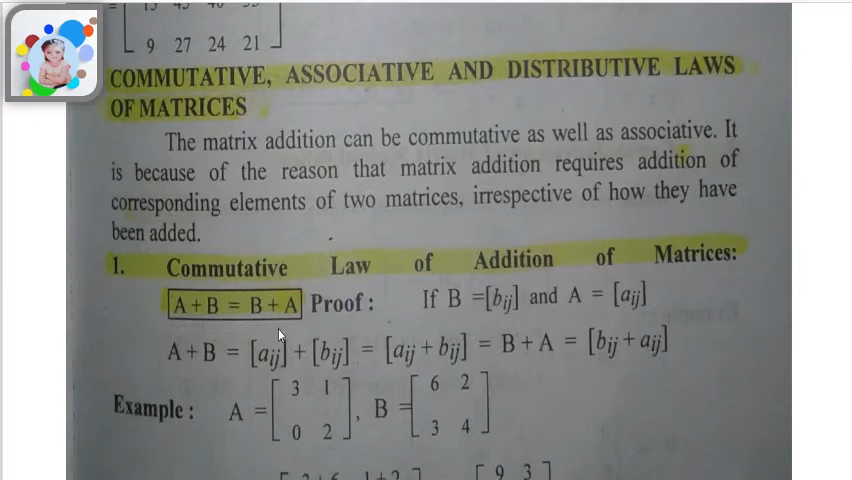 9 27 24 21
COMMUTATIVE, ASSOCIATIVE AND DISTRIBUTIVE LAWS
OF MATRICES
The matrix addition can be commutative as well as associative. It
is because of the reason that matrix addition requires addition of
corresponding elements of two matrices, irrespective of how they have
been added.
1. Commutative Law of Addition of Matrices:
A + B = B + A Proof : If B =[bij] and A = [aij]
A + B = [aij] + [bij] = [aij + bij] = B + A = [bij + aij]
Example : A = [3 1 0 2], B = [6 2 3 4]
9 3